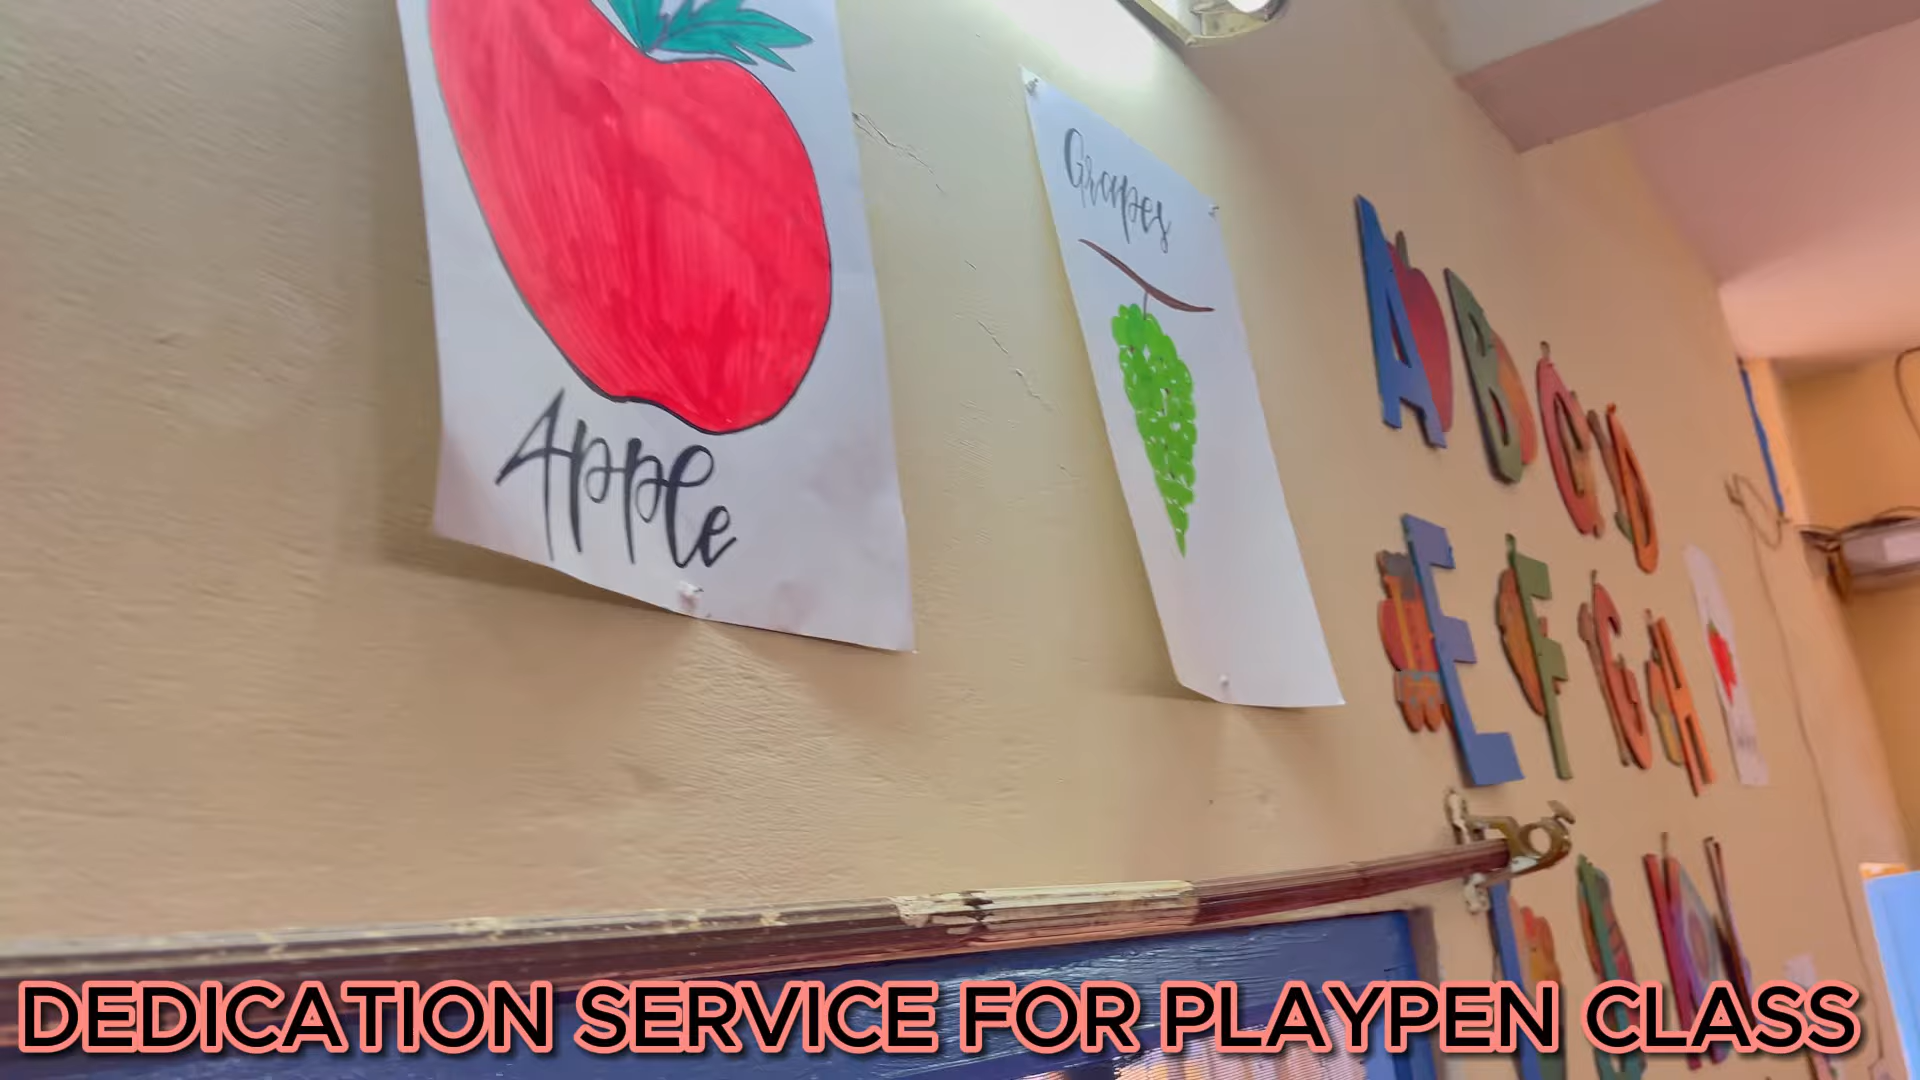 Apple
Grapes
A B C D
E F G H
DEDICATION SERVICE FOR PLAYPEN CLASS